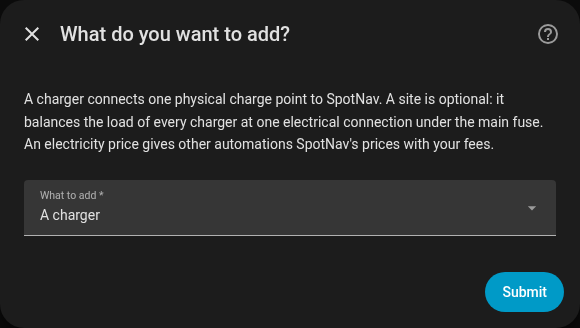 What do you want to add?
A charger connects one physical charge point to SpotNav. A site is optional: it
balances the load of every charger at one electrical connection under the main fuse.
An electricity price gives other automations SpotNav's prices with your fees.
What to add *
A charger
Submit